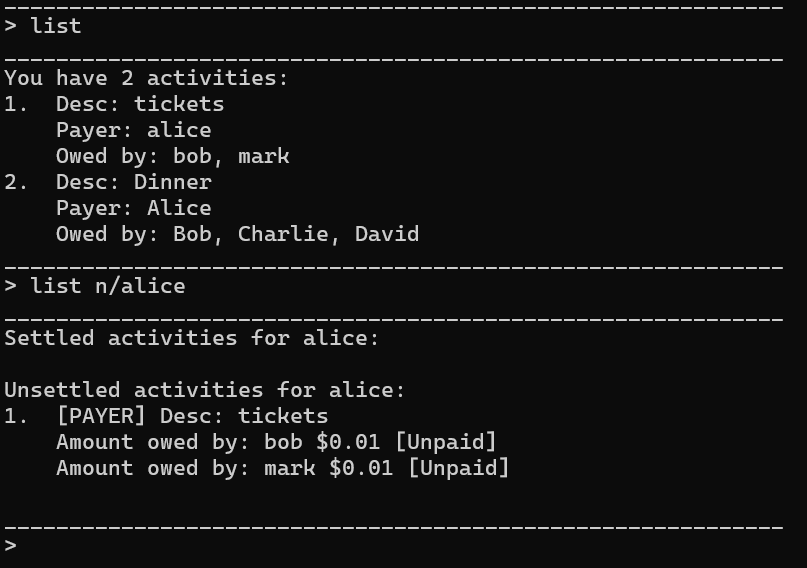 ____________________________________________________________
> list
____________________________________________________________
You have 2 activities:
1.  Desc: tickets
    Payer: alice
    Owed by: bob, mark
2.  Desc: Dinner
    Payer: Alice
    Owed by: Bob, Charlie, David
____________________________________________________________
> list n/alice
____________________________________________________________
Settled activities for alice:

Unsettled activities for alice:
1.  [PAYER] Desc: tickets
    Amount owed by: bob $0.01 [Unpaid]
    Amount owed by: mark $0.01 [Unpaid]

____________________________________________________________
>